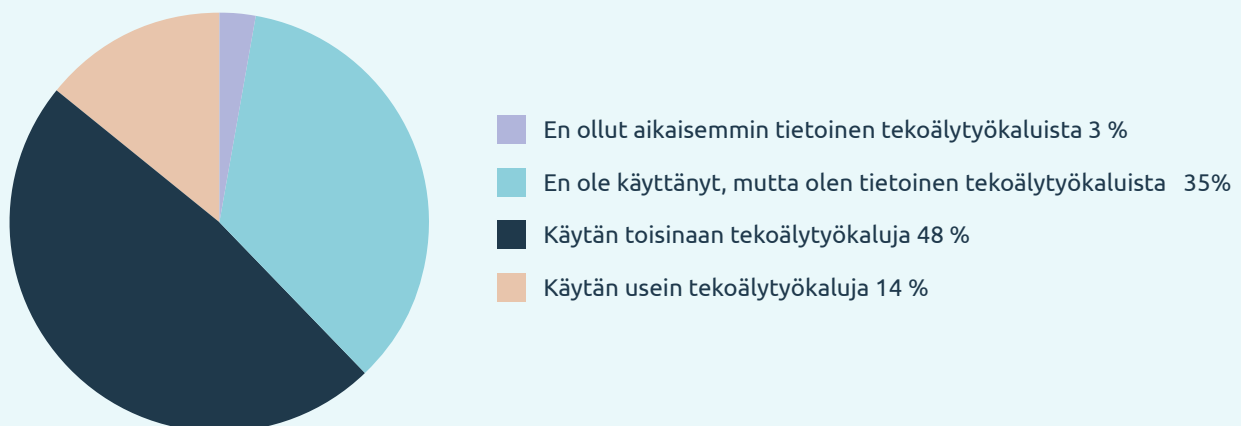 En ollut aikaisemmin tietoinen tekoälytyökaluista 3 %
En ole käyttänyt, mutta olen tietoinen tekoälytyökaluista 35%
Käytän toisinaan tekoälytyökaluja 48 %
Käytän usein tekoälytyökaluja 14 %